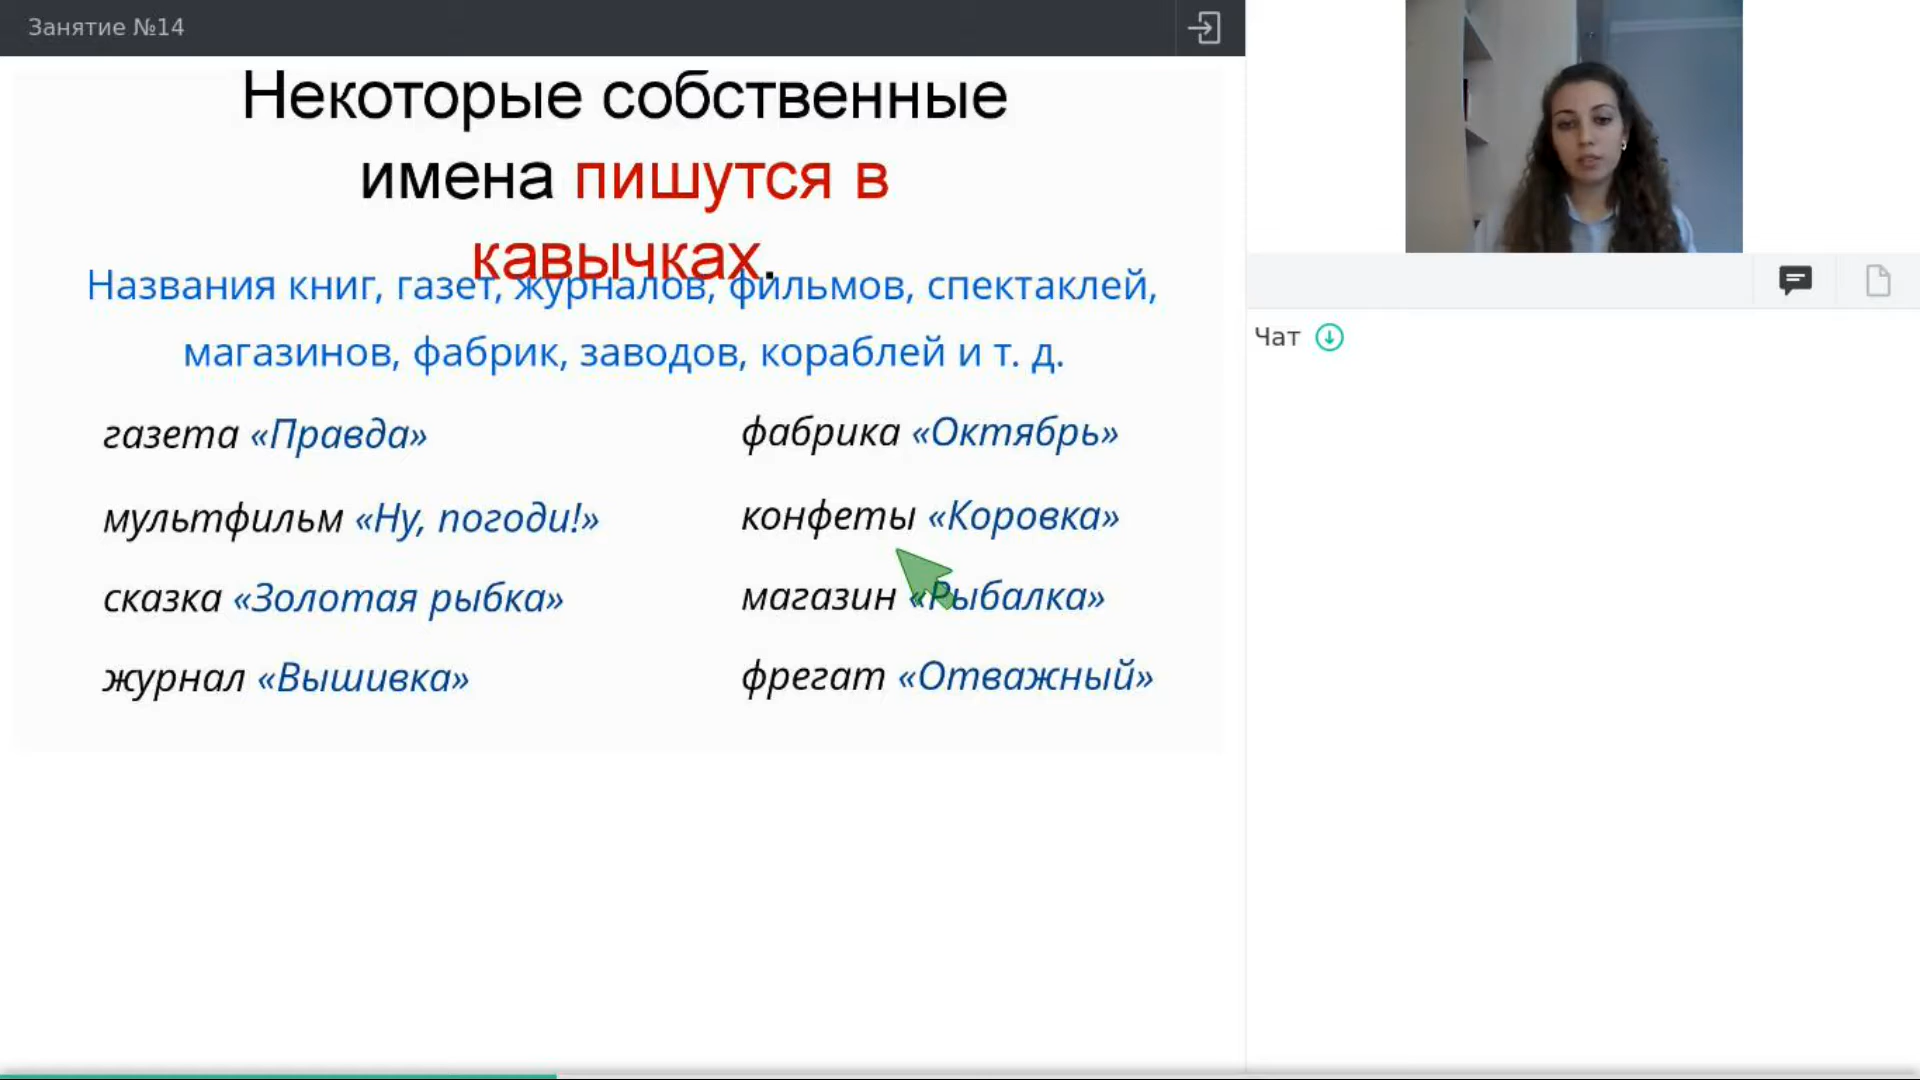 Занятие №14
Некоторые собственные
имена пишутся в
кавычках.
Названия книг, газет, журналов, фильмов, спектаклей,
магазинов, фабрик, заводов, кораблей и т. д.
газета «Правда»
мультфильм «Ну, погоди!»
сказка «Золотая рыбка»
журнал «Вышивка»
фабрика «Октябрь»
конфеты «Коровка»
магазин «Рыбалка»
фрегат «Отважный»
Чат